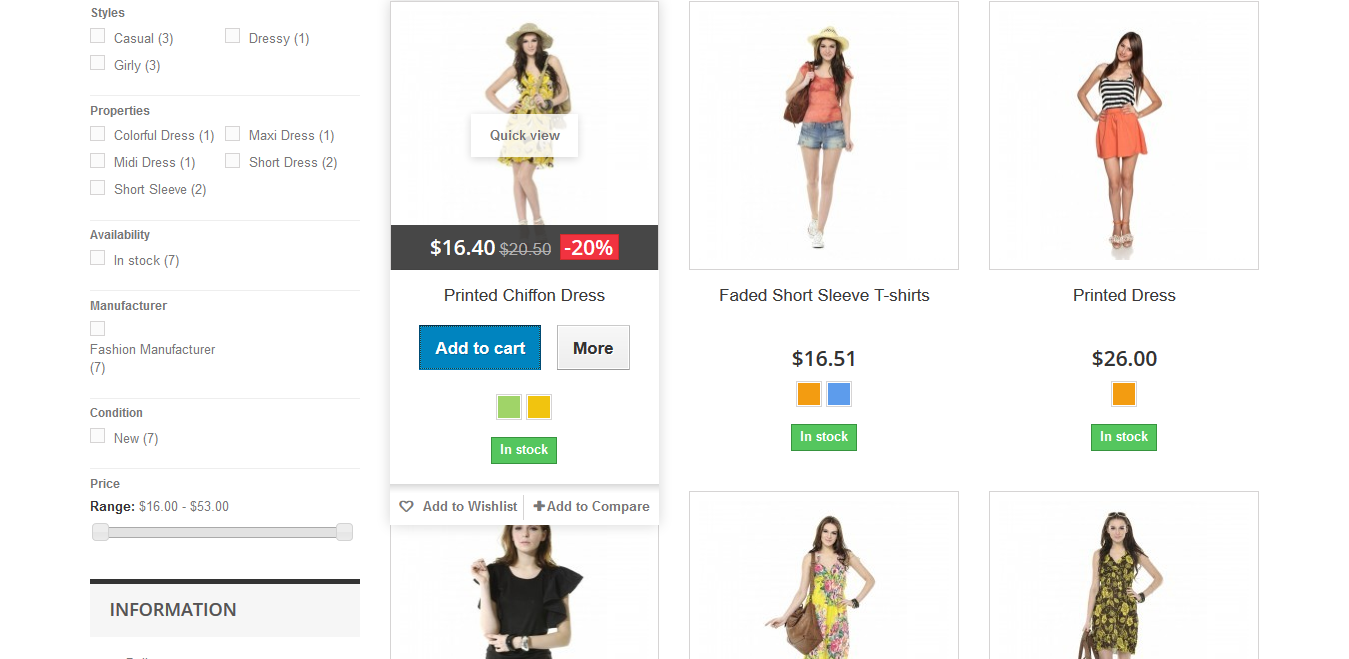 Styles
Casual (3)
Dressy (1)
Girly (3)
Properties
Colorful Dress (1)
Maxi Dress (1)
Midi Dress (1)
Short Dress (2)
Short Sleeve (2)
Availability
In stock (7)
Manufacturer
Fashion Manufacturer
(7)
Condition
New (7)
Price
Range: $16.00 - $53.00
INFORMATION
Quick view
$16.40 $20.50 -20%
Printed Chiffon Dress
Add to cart
More
In stock
Add to Wishlist
Add to Compare
Faded Short Sleeve T-shirts
$16.51
In stock
Printed Dress
$26.00
In stock